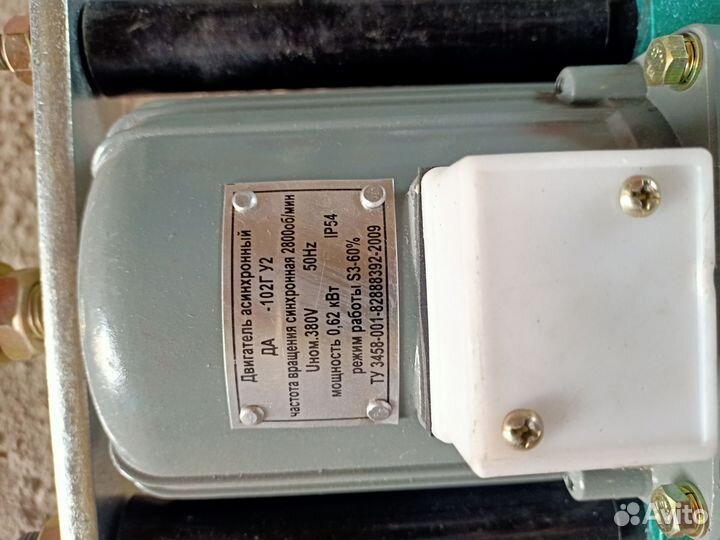 Двигатель асинхронный
ДА -102Г У2
частота вращения синхронная 2800об/мин
Uном.380V 50Hz IP54
мощность 0,62 кВт
режим работы S3-60%
ТУ 3458-001-82888392-2009
Avito